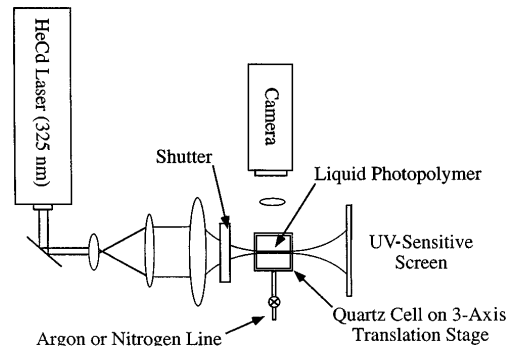 HeCd Laser (325 nm)
Camera
Shutter
Liquid Photopolymer
UV-Sensitive
Screen
Quartz Cell on 3-Axis
Translation Stage
Argon or Nitrogen Line